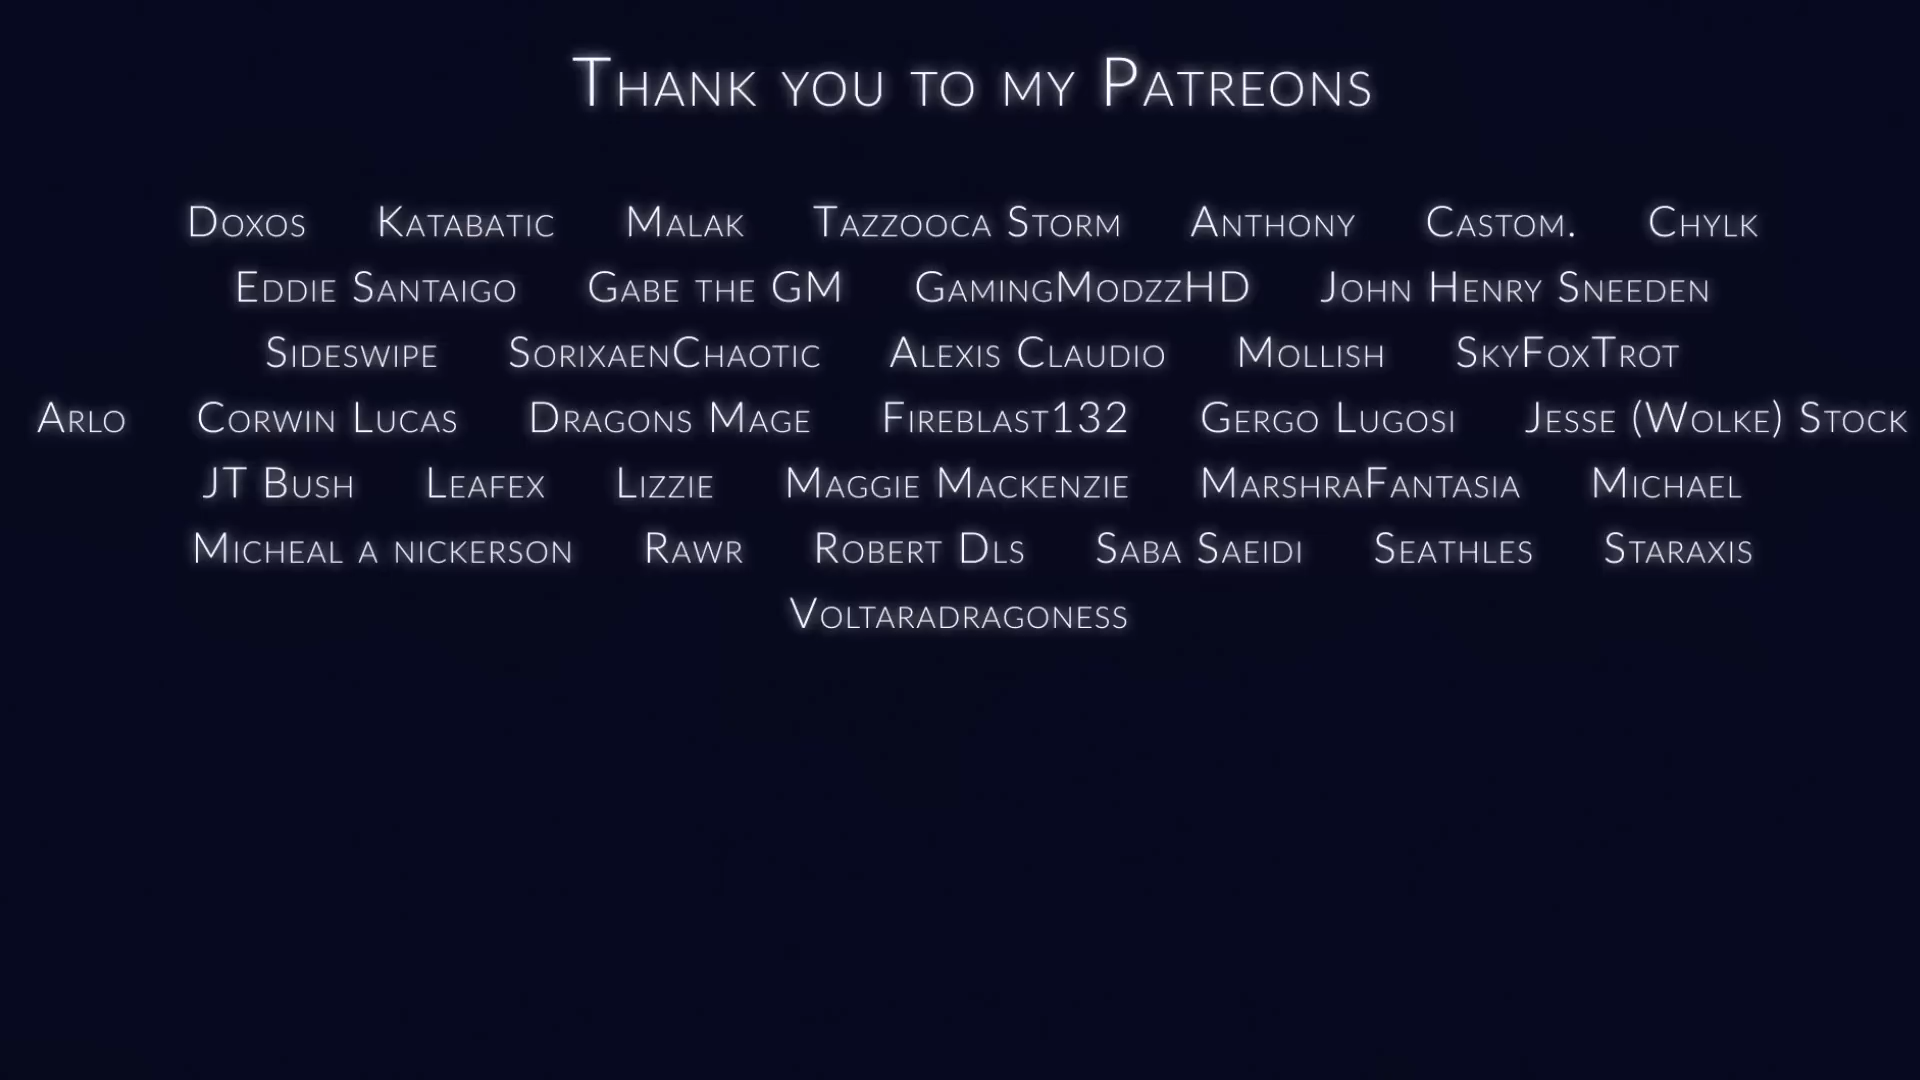 Thank you to my Patreons
Doxos Katabatic Malak Tazzooca Storm Anthony Castom. Chylk
Eddie Santaigo Gabe the GM GamingModzzHD John Henry Sneeden
Sideswipe SorixaenChaotic Alexis Claudio Mollish SkyFoxTrot
Arlo Corwin Lucas Dragons Mage Fireblast132 Gergo Lugosi Jesse (Wolke) Stock
JT Bush Leafex Lizzie Maggie Mackenzie MarshraFantasia Michael
Micheal a nickerson Rawr Robert Dls Saba Saeidi Seathles Staraxis
Voltaradragoness